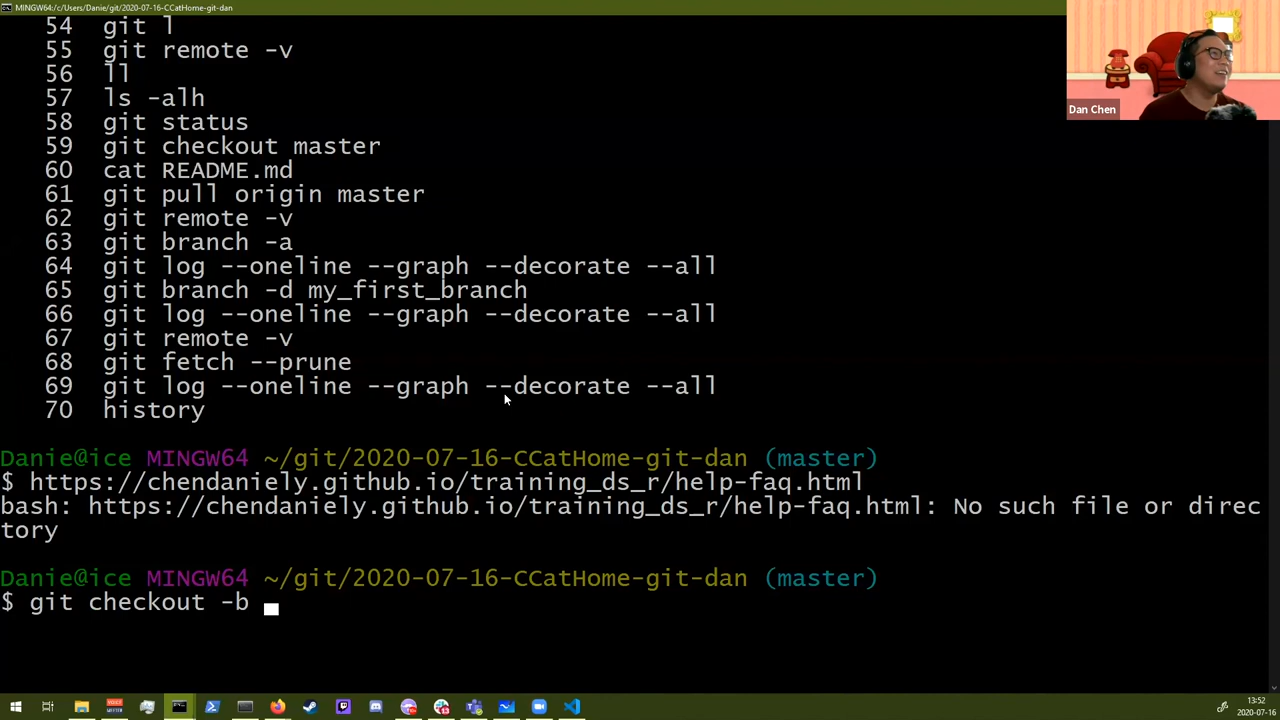 MINGW64:/c/Users/Danie/git/2020-07-16-CCatHome-git-dan
54 git l
55 git remote -v
56 ll
57 ls -alh
58 git status
59 git checkout master
60 cat README.md
61 git pull origin master
62 git remote -v
63 git branch -a
64 git log --oneline --graph --decorate --all
65 git branch -d my_first_branch
66 git log --oneline --graph --decorate --all
67 git remote -v
68 git fetch --prune
69 git log --oneline --graph --decorate --all
70 history
Danie@ice MINGW64 ~/git/2020-07-16-CCatHome-git-dan (master)
$ https://chendaniely.github.io/training_ds_r/help-faq.html
bash: https://chendaniely.github.io/training_ds_r/help-faq.html: No such file or direc
tory
Danie@ice MINGW64 ~/git/2020-07-16-CCatHome-git-dan (master)
$ git checkout -b
Dan Chen
13:52
2020-07-16